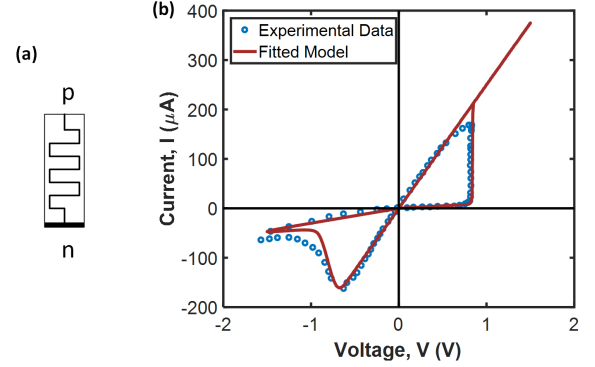 (a)
p
n
(b)
Current, I (μA)
400
300
200
100
0
-100
-200
Experimental Data
Fitted Model
-2
-1
0
1
2
Voltage, V (V)